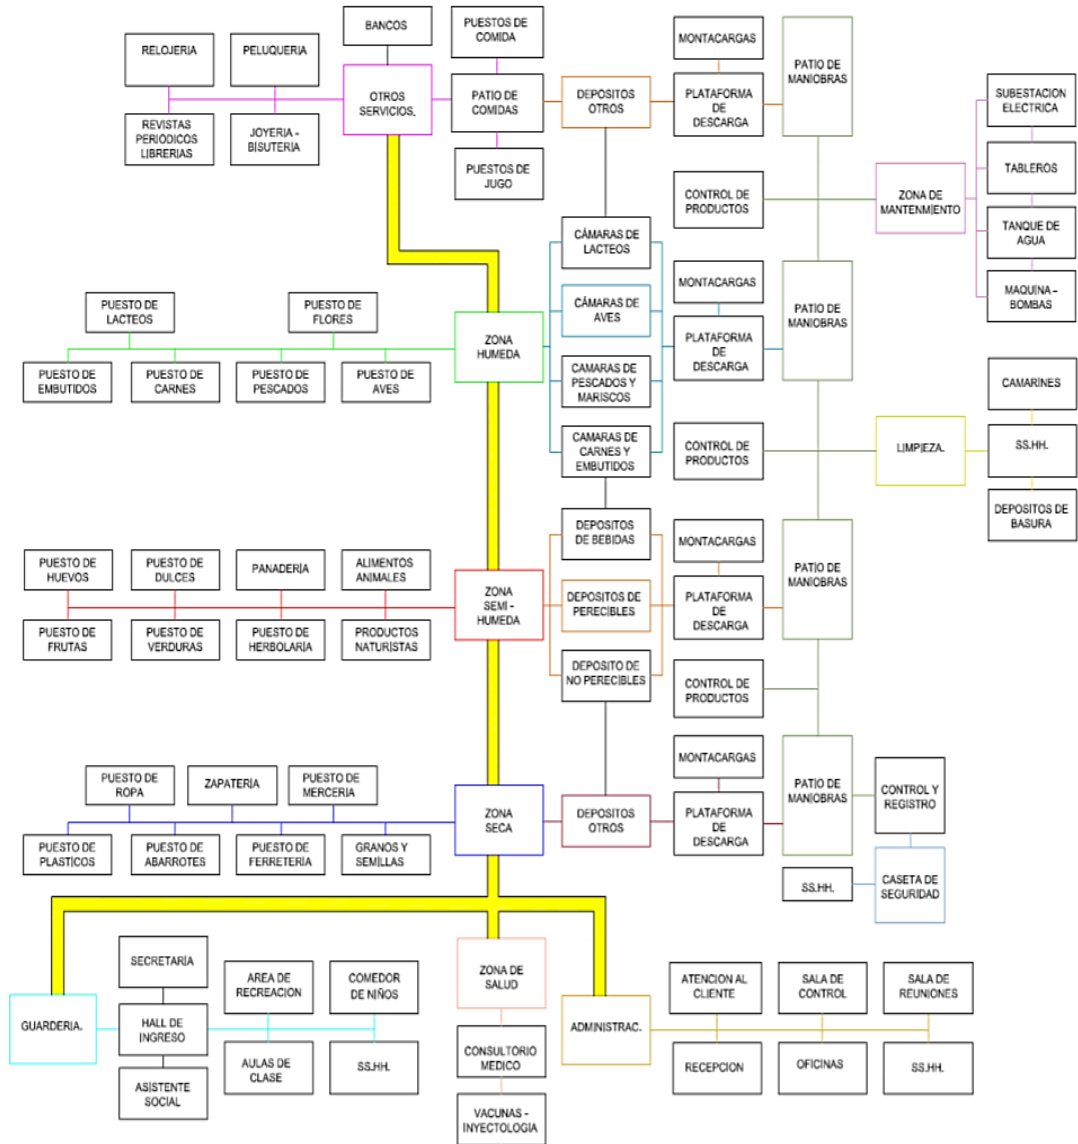 BANCOS
PUESTOS DE
COMIDA
RELOJERIA
PELUQUERIA
MONTACARGAS
PATIO DE
MANIOBRAS
OTROS
SERVICIOS.
PATIO DE
COMIDAS
DEPOSITOS
OTROS
PLATAFORMA
DE
DESCARGA
SUBESTACION
ELECTRICA
REVISTAS
PERIODICOS
LIBRERIAS
JOYERIA -
BISUTERIA
PUESTOS DE
JUGO
TABLEROS
CONTROL DE
PRODUCTOS
ZONA DE
MANTENMIENTO
TANQUE DE
AGUA
MAQUINA –
BOMBAS
CÁMARAS DE
LACTEOS
MONTACARGAS
PATIO DE
MANIOBRAS
PUESTO DE
LACTEOS
PUESTO DE
FLORES
ZONA
HUMEDA
CÁMARAS DE
AVES
PLATAFORMA
DE
DESCARGA
PUESTO DE
EMBUTIDOS
PUESTO DE
CARNES
PUESTO DE
PESCADOS
PUESTO DE
AVES
CAMARAS DE
PESCADOS Y
MARISCOS
CAMARINES
CAMARAS DE
CARNES Y
EMBUTIDOS
CONTROL DE
PRODUCTOS
LIMPIEZA.
SS.HH.
DEPOSITOS DE
BASURA
DEPOSITOS
DE BEBIDAS
MONTACARGAS
PATIO DE
MANIOBRAS
PUESTO DE
HUEVOS
PUESTO DE
DULCES
PANADERÍA
ALIMENTOS
ANIMALES
ZONA
SEMI -
HUMEDA
DEPOSITOS DE
PERECIBLES
PLATAFORMA
DE
DESCARGA
PUESTO DE
FRUTAS
PUESTO DE
VERDURAS
PUESTO DE
HERBOLARÍA
PRODUCTOS
NATURISTAS
DEPOSITO DE
NO PERECIBLES
CONTROL DE
PRODUCTOS
PUESTO DE
ROPA
ZAPATERÍA
PUESTO DE
MERCERIA
MONTACARGAS
PATIO DE
MANIOBRAS
CONTROL Y
REGISTRO
ZONA
SECA
DEPOSITOS
OTROS
PLATAFORMA
DE
DESCARGA
PUESTO DE
PLASTICOS
PUESTO DE
ABARROTES
PUESTO DE
FERRETERÍA
GRANOS Y
SEMILLAS
SS.HH.
CASETA DE
SEGURIDAD
SECRETARIA
AREA DE
RECREACION
COMEDOR
DE NIÑOS
ZONA DE
SALUD
ATENCION AL
CLIENTE
SALA DE
CONTROL
SALA DE
REUNIONES
GUARDERIA.
HALL DE
INGRESO
ADMINISTRAC.
CONSULTORIO
MEDICO
AULAS DE
CLASE
SS.HH.
RECEPCION
OFICINAS
SS.HH.
ASISTENTE
SOCIAL
VACUNAS -
INYECTOLOGIA